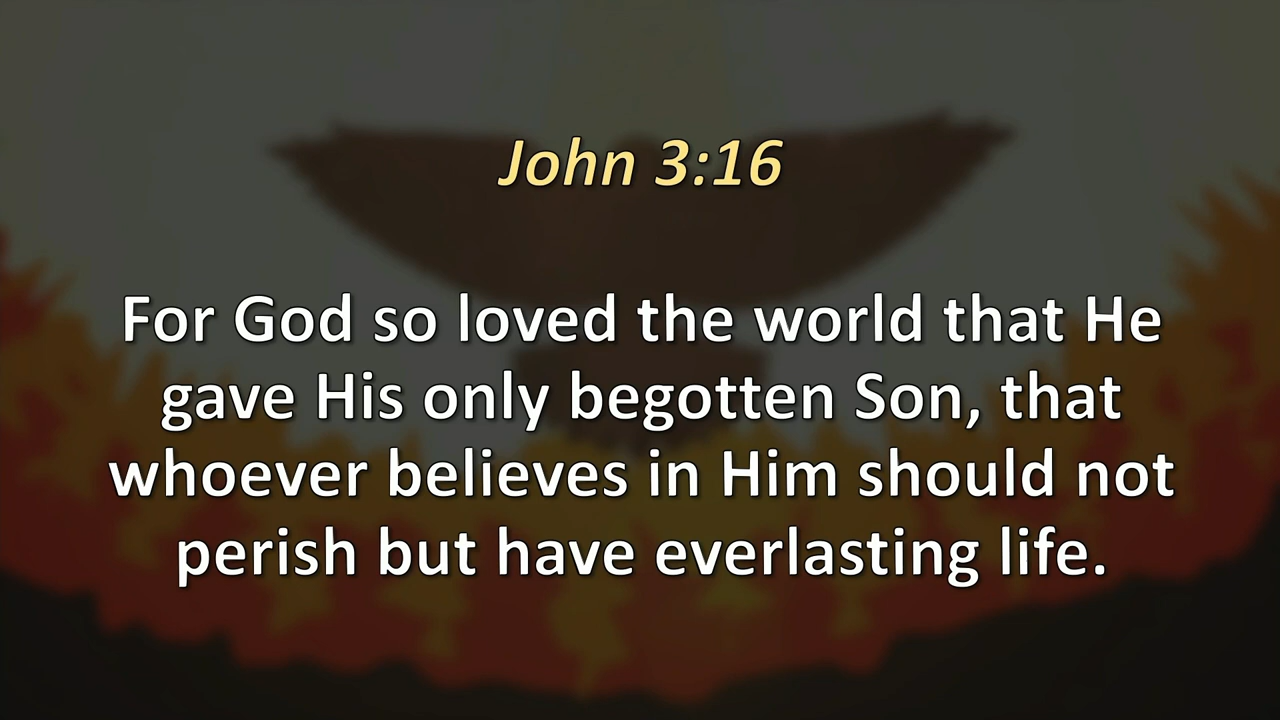 John 3:16
For God so loved the world that He
gave His only begotten Son, that
whoever believes in Him should not
perish but have everlasting life.